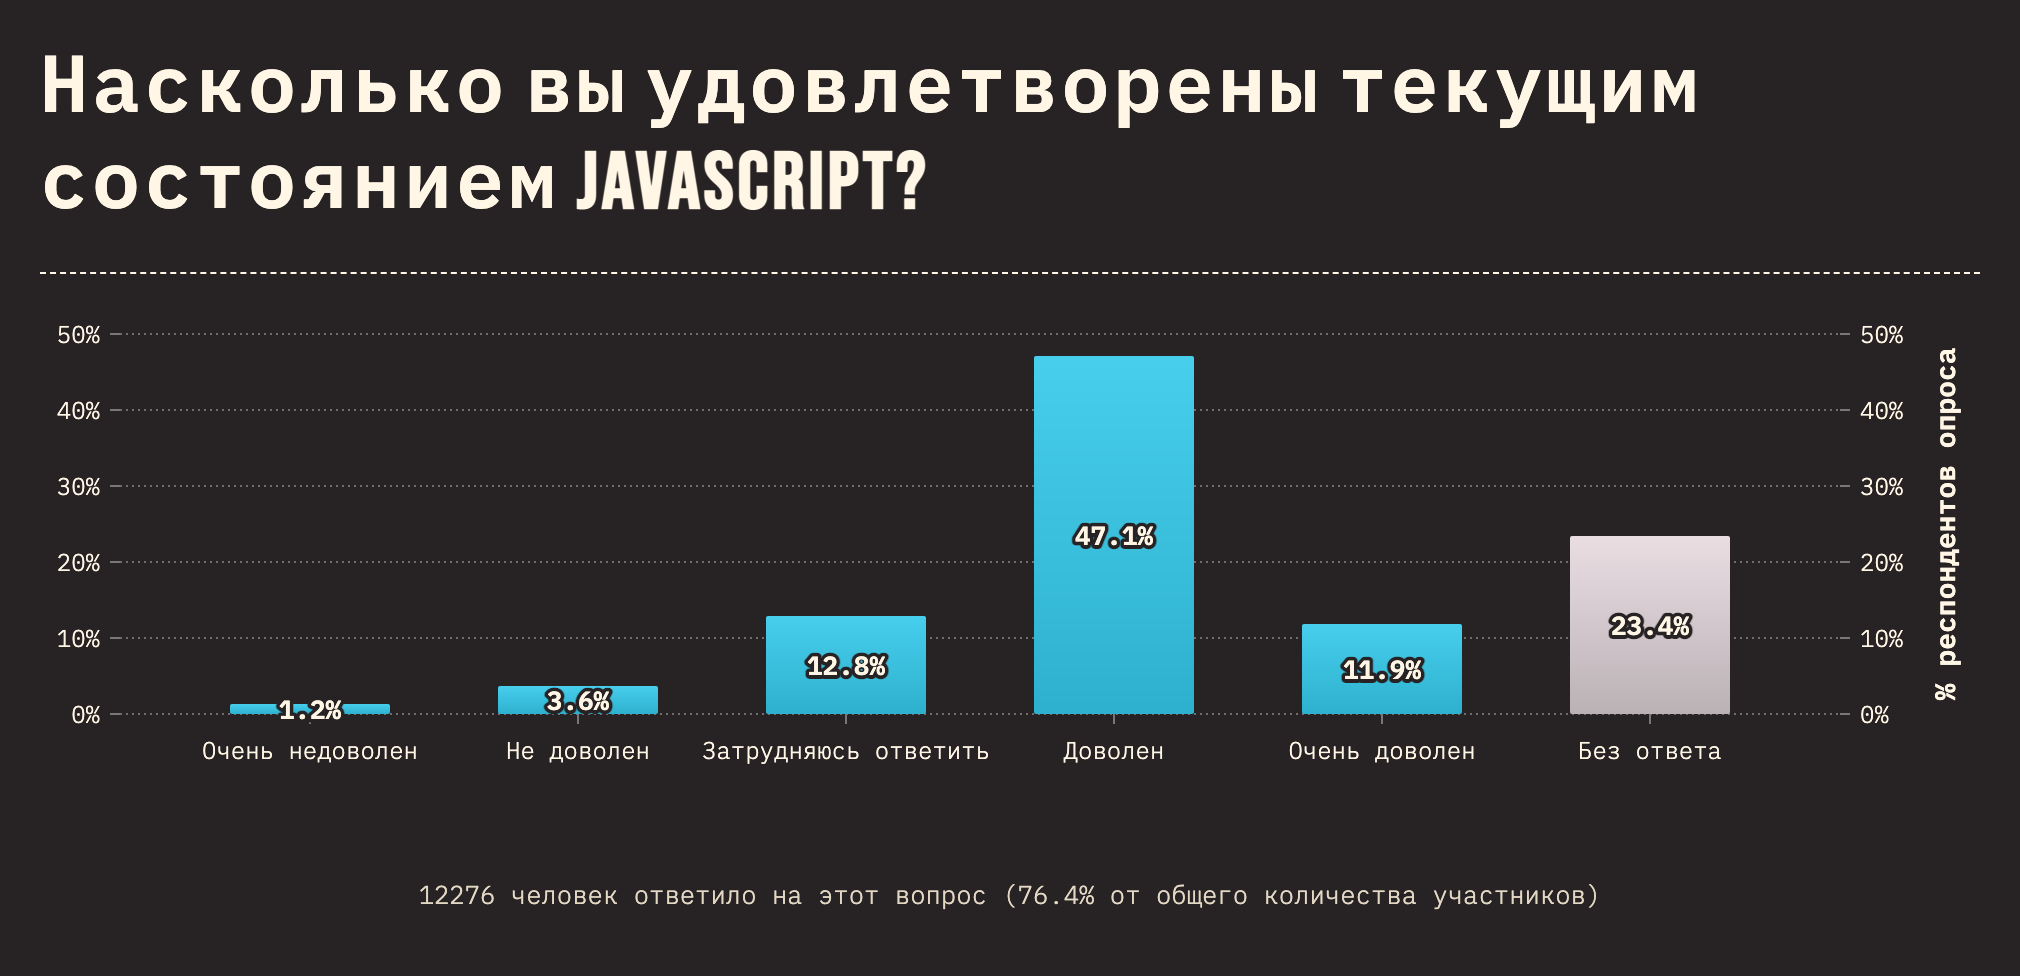 Насколько вы удовлетворены текущим
состоянием JAVASCRIPT?
50% 50%
40% 40%
30% 30%
20% 20%
10% 10%
0% 0%
% респондентов опроса
1.2% 3.6% 12.8% 47.1% 11.9% 23.4%
Очень недоволен Не доволен Затрудняюсь ответить Доволен Очень доволен Без ответа
12276 человек ответило на этот вопрос (76.4% от общего количества участников)